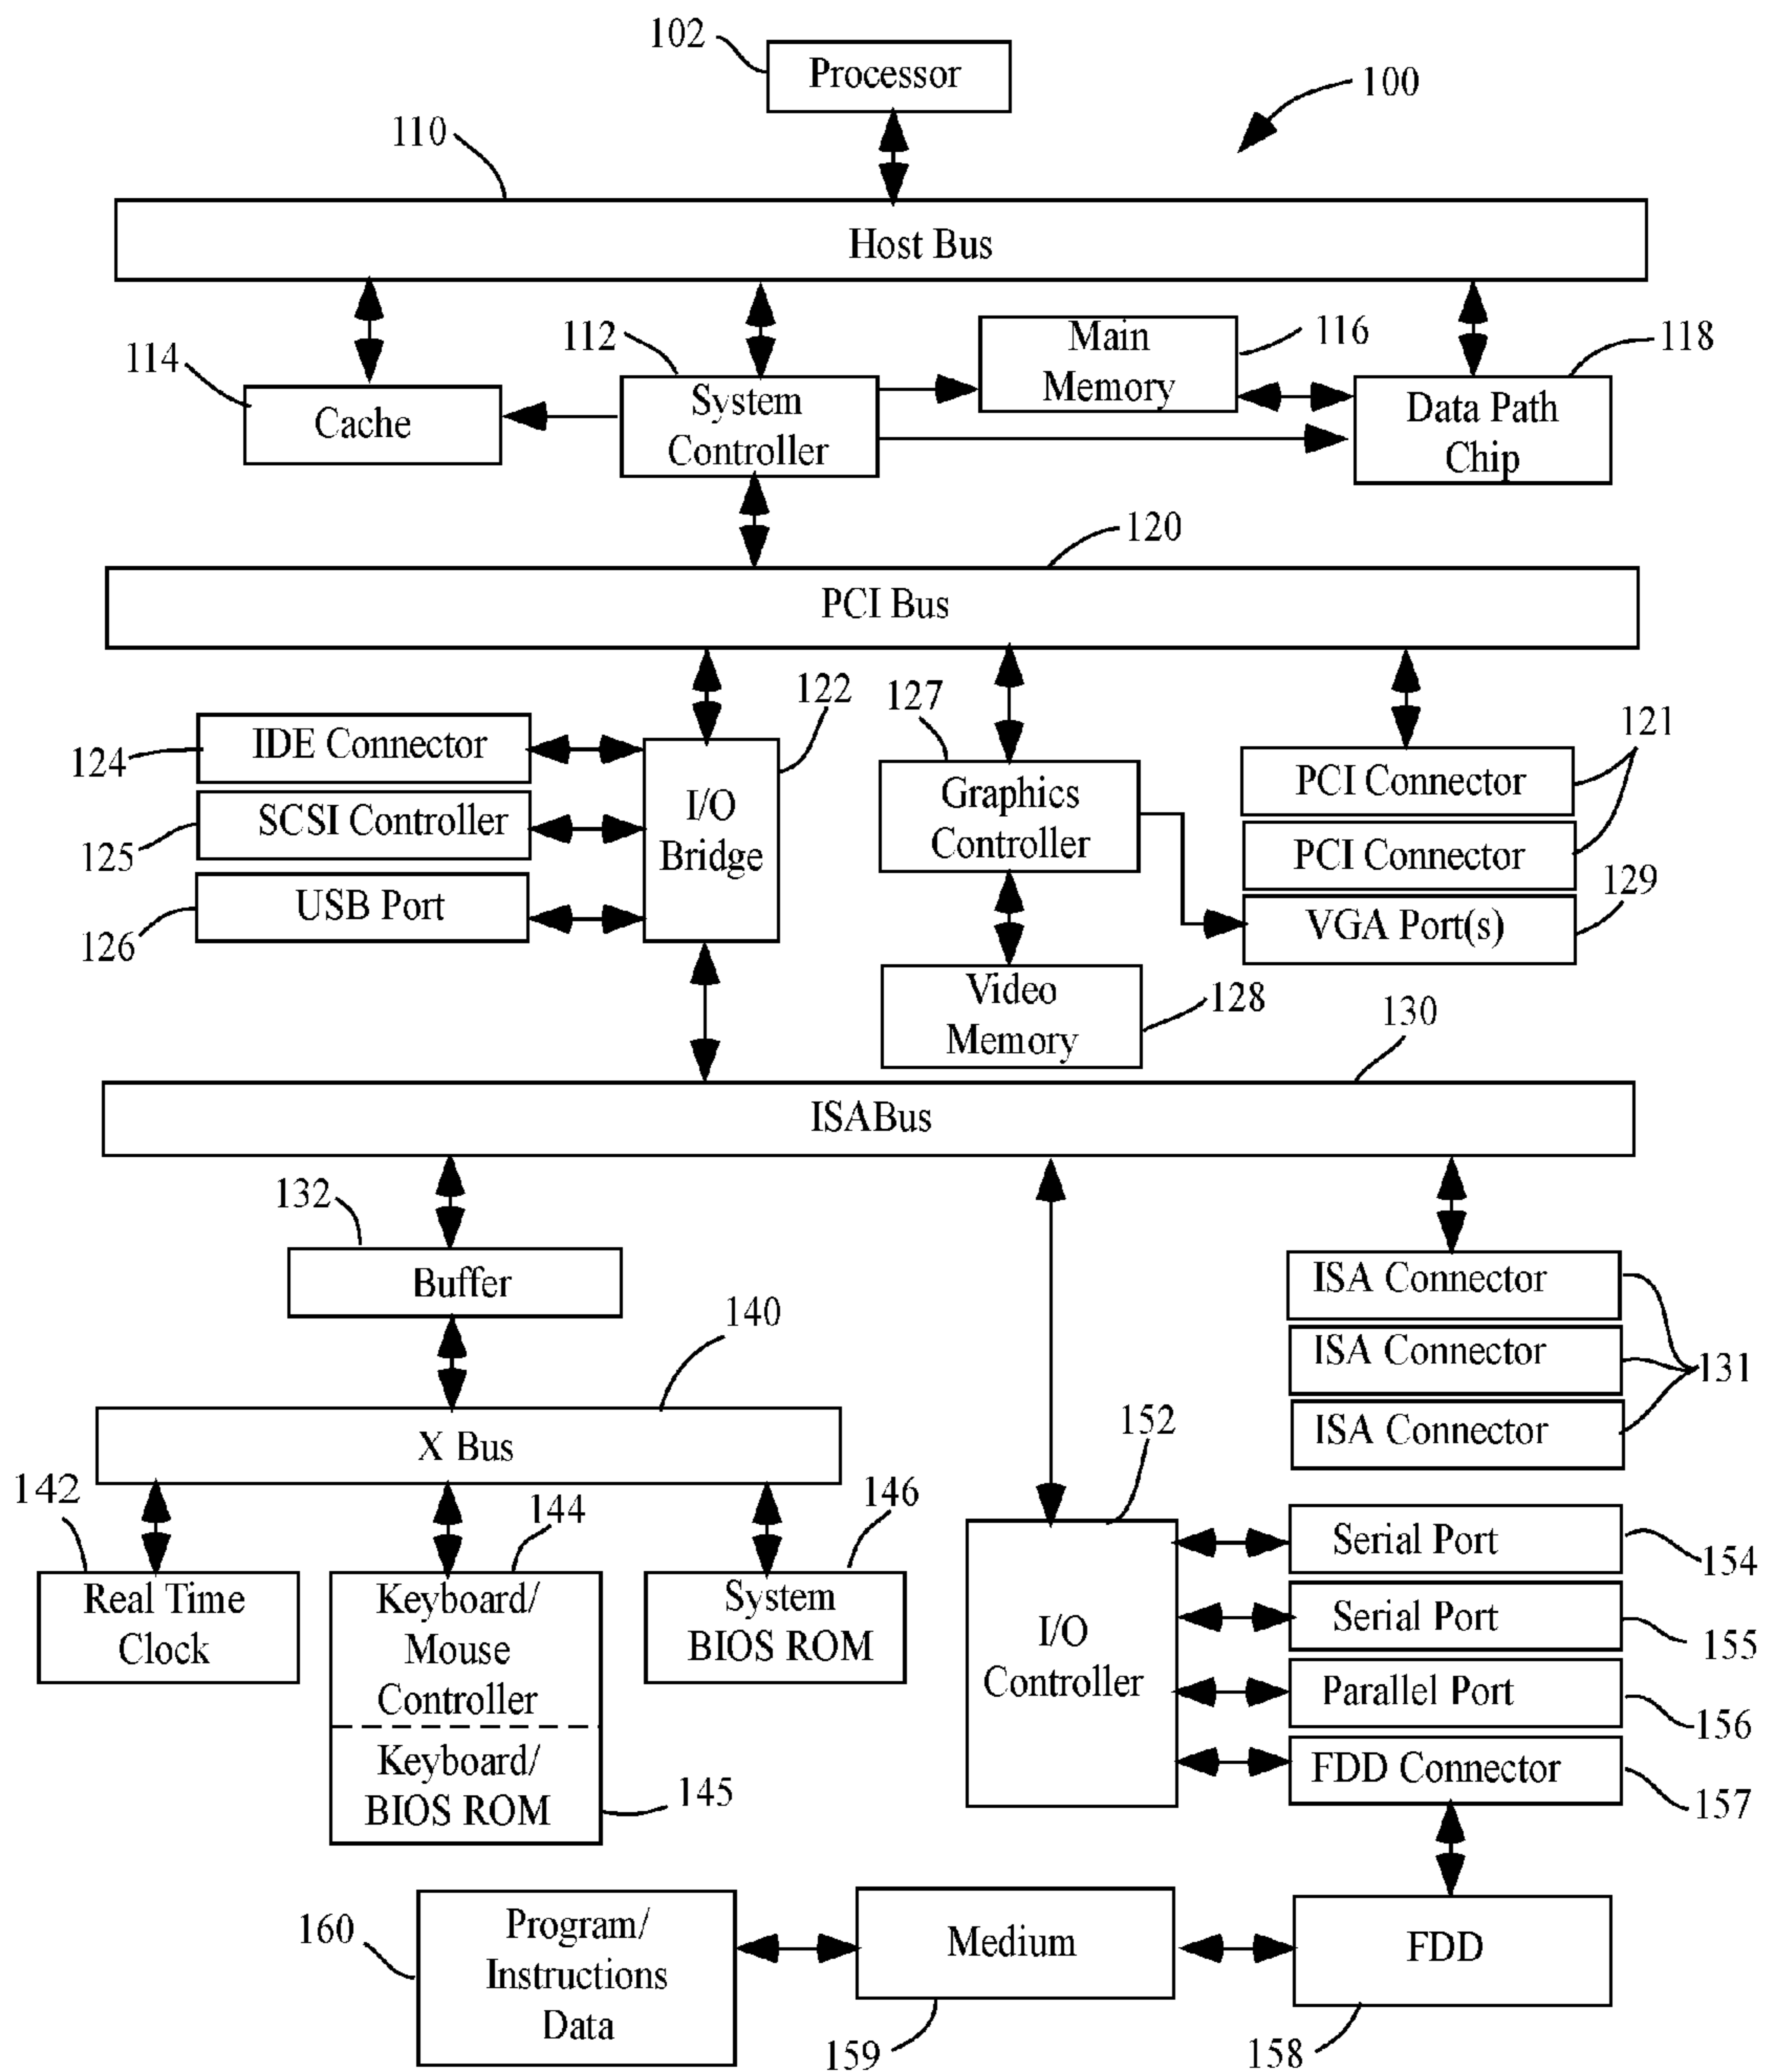 102
Processor
100
110
Host Bus
112
Main
Memory
116
118
114
Cache
System
Controller
Data Path
Chip
120
PCI Bus
122
127
121
124
IDE Connector
125
SCSI Controller
126
USB Port
I/O
Bridge
Graphics
Controller
PCI Connector
PCI Connector
129
VGA Port(s)
Video
Memory
128
130
ISABus
132
Buffer
ISA Connector
ISA Connector
ISA Connector
131
140
X Bus
152
142
144
146
Real Time
Clock
Keyboard/
Mouse
Controller
System
BIOS ROM
Keyboard/
BIOS ROM
145
I/O
Controller
Serial Port
154
Serial Port
155
Parallel Port
156
FDD Connector
157
160
Program/
Instructions
Data
Medium
159
FDD
158